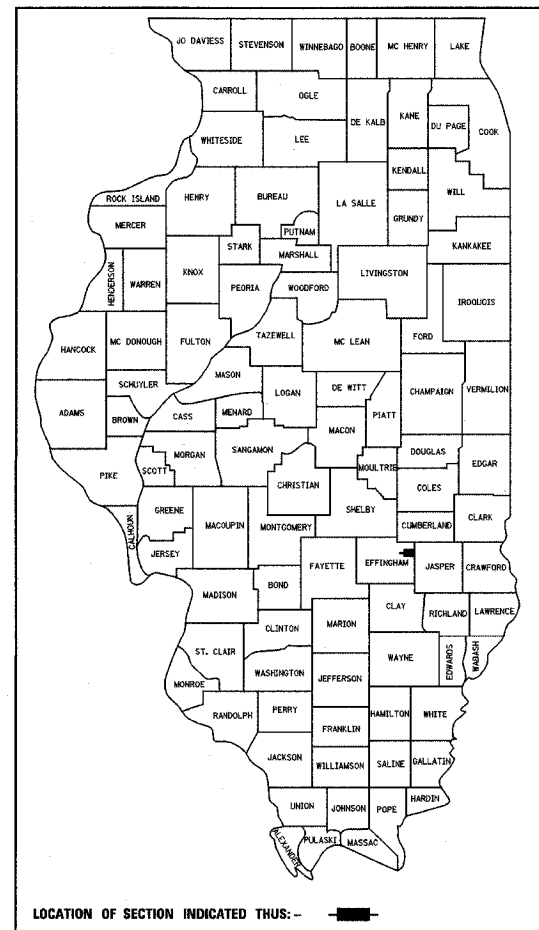 JO DAVIESS STEVENSON WINNEBAGO BOONE MC HENRY LAKE
CARROLL OGLE DE KALB KANE DU PAGE COOK
WHITESIDE LEE
KENDALL WILL
ROCK ISLAND HENRY BUREAU LA SALLE GRUNDY
MERCER PUTNAM
STARK MARSHALL KANKAKEE
HENDERSON WARREN KNOX PEORIA WOODFORD LIVINGSTON IROQUOIS
HANCOCK MC DONOUGH FULTON TAZEWELL MC LEAN FORD
MASON
SCHUYLER LOGAN DE WITT CHAMPAIGN VERMILION
ADAMS BROWN CASS MENARD PIATT
MACON
PIKE SCOTT MORGAN SANGAMON MOULTRIE DOUGLAS EDGAR
CHRISTIAN COLES
CALHOUN GREENE MACOUPIN MONTGOMERY SHELBY CUMBERLAND CLARK
JERSEY FAYETTE EFFINGHAM JASPER CRAWFORD
MADISON BOND
CLAY RICHLAND LAWRENCE
CLINTON MARION
ST. CLAIR WAYNE EDWARDS WABASH
WASHINGTON JEFFERSON
MONROE
RANDOLPH PERRY HAMILTON WHITE
FRANKLIN
JACKSON WILLIAMSON SALINE GALLATIN
UNION JOHNSON POPE HARDIN
ALEXANDER PULASKI MASSAC
LOCATION OF SECTION INDICATED THUS: -